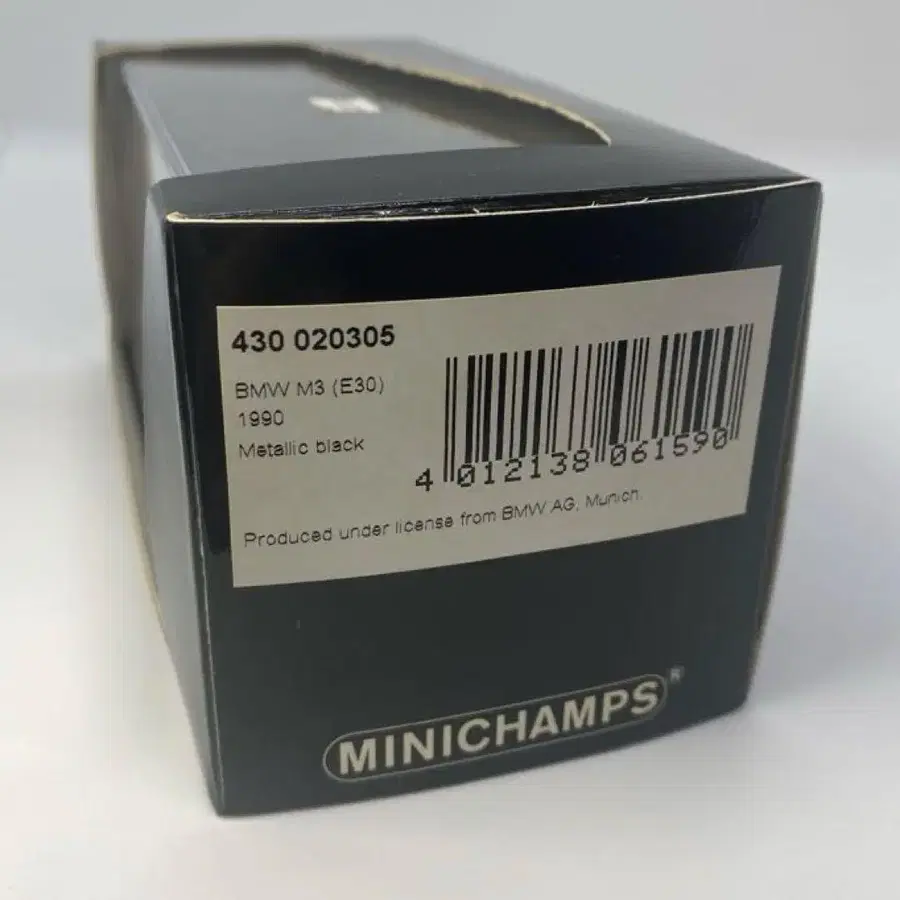 430 020305
BMW M3 (E30)
1990
Metallic black
4 012138 061590
Produced under license from BMW AG, Munich.
MINICHAMPS®